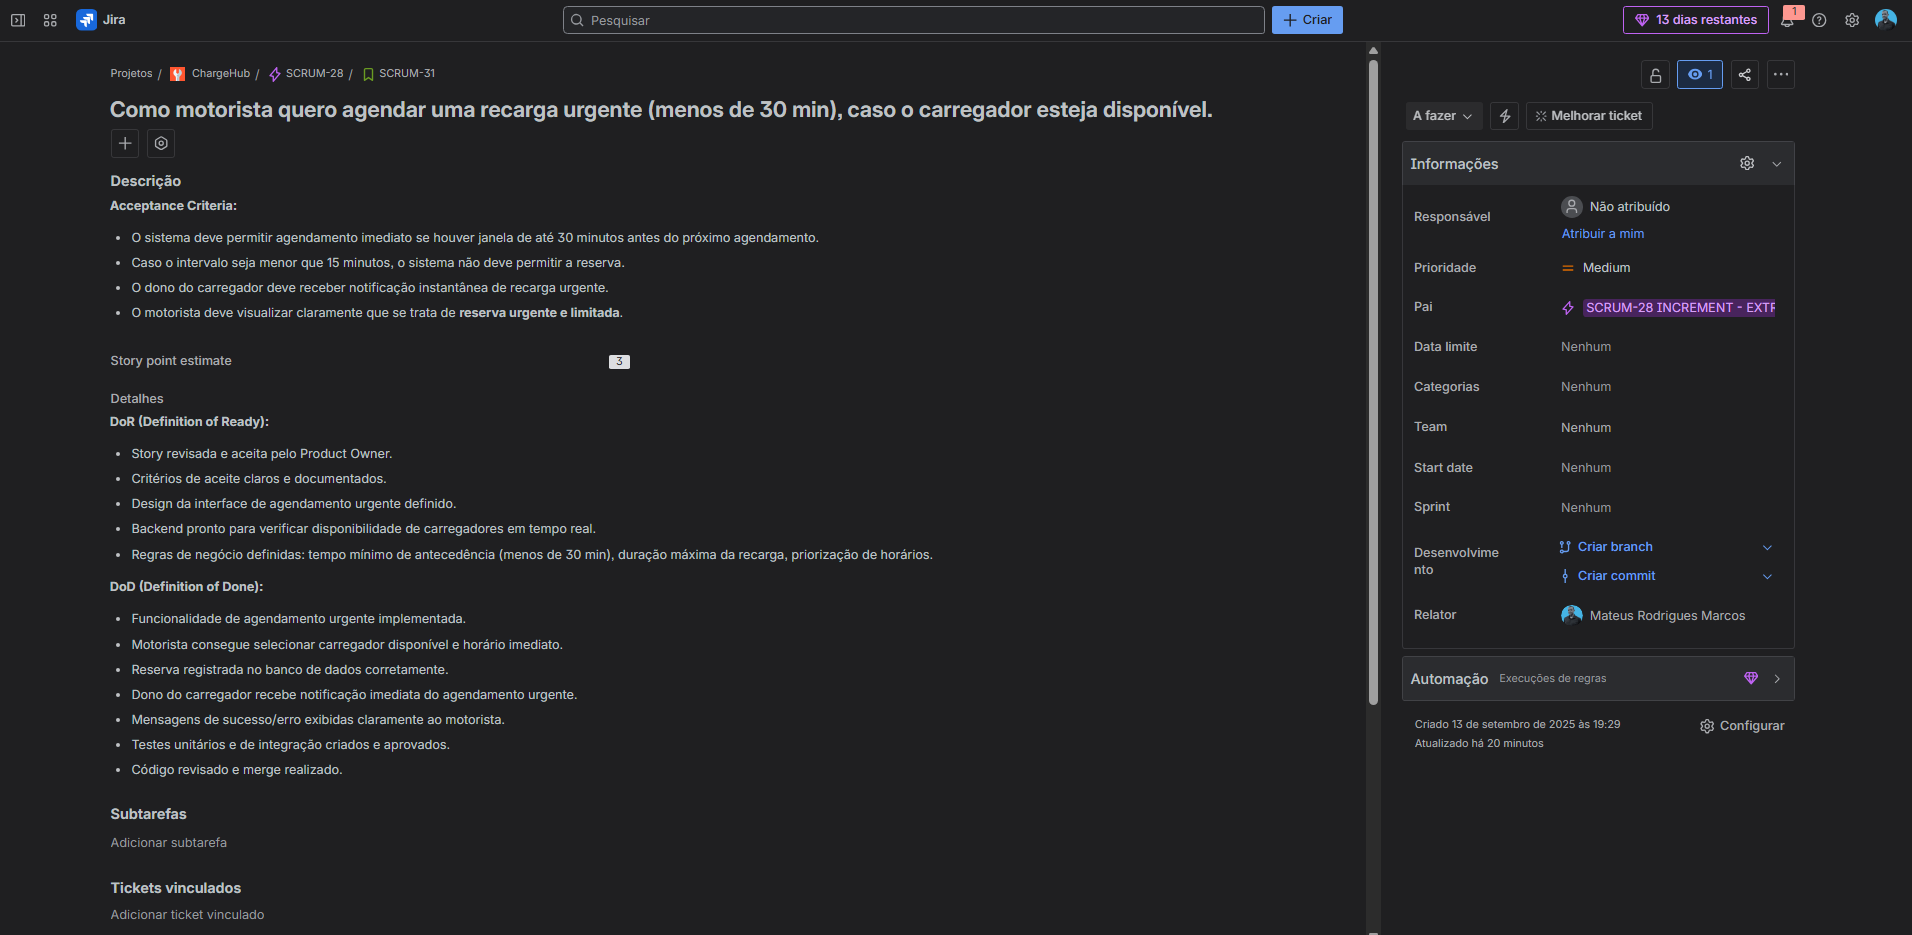 Jira
Pesquisar
Criar
13 dias restantes
1
Projetos / ChargeHub / SCRUM-28 / SCRUM-31
Como motorista quero agendar uma recarga urgente (menos de 30 min), caso o carregador esteja disponível.
Descrição
Acceptance Criteria:
• O sistema deve permitir agendamento imediato se houver janela de até 30 minutos antes do próximo agendamento.
• Caso o intervalo seja menor que 15 minutos, o sistema não deve permitir a reserva.
• O dono do carregador deve receber notificação instantânea de recarga urgente.
• O motorista deve visualizar claramente que se trata de reserva urgente e limitada.
Story point estimate 3
Detalhes
DoR (Definition of Ready):
• Story revisada e aceita pelo Product Owner.
• Critérios de aceite claros e documentados.
• Design da interface de agendamento urgente definido.
• Backend pronto para verificar disponibilidade de carregadores em tempo real.
• Regras de negócio definidas: tempo mínimo de antecedência (menos de 30 min), duração máxima da recarga, priorização de horários.
DoD (Definition of Done):
• Funcionalidade de agendamento urgente implementada.
• Motorista consegue selecionar carregador disponível e horário imediato.
• Reserva registrada no banco de dados corretamente.
• Dono do carregador recebe notificação imediata do agendamento urgente.
• Mensagens de sucesso/erro exibidas claramente ao motorista.
• Testes unitários e de integração criados e aprovados.
• Código revisado e merge realizado.
Subtarefas
Adicionar subtarefa
Tickets vinculados
Adicionar ticket vinculado
1
A fazer
Melhorar ticket
Informações
Responsável Não atribuído
Atribuir a mim
Prioridade Medium
Pai SCRUM-28 INCREMENT - EXTR
Data limite Nenhum
Categorias Nenhum
Team Nenhum
Start date Nenhum
Sprint Nenhum
Desenvolvime
nto
Criar branch
Criar commit
Relator Mateus Rodrigues Marcos
Automação Execuções de regras
Criado 13 de setembro de 2025 às 19:29
Atualizado há 20 minutos
Configurar